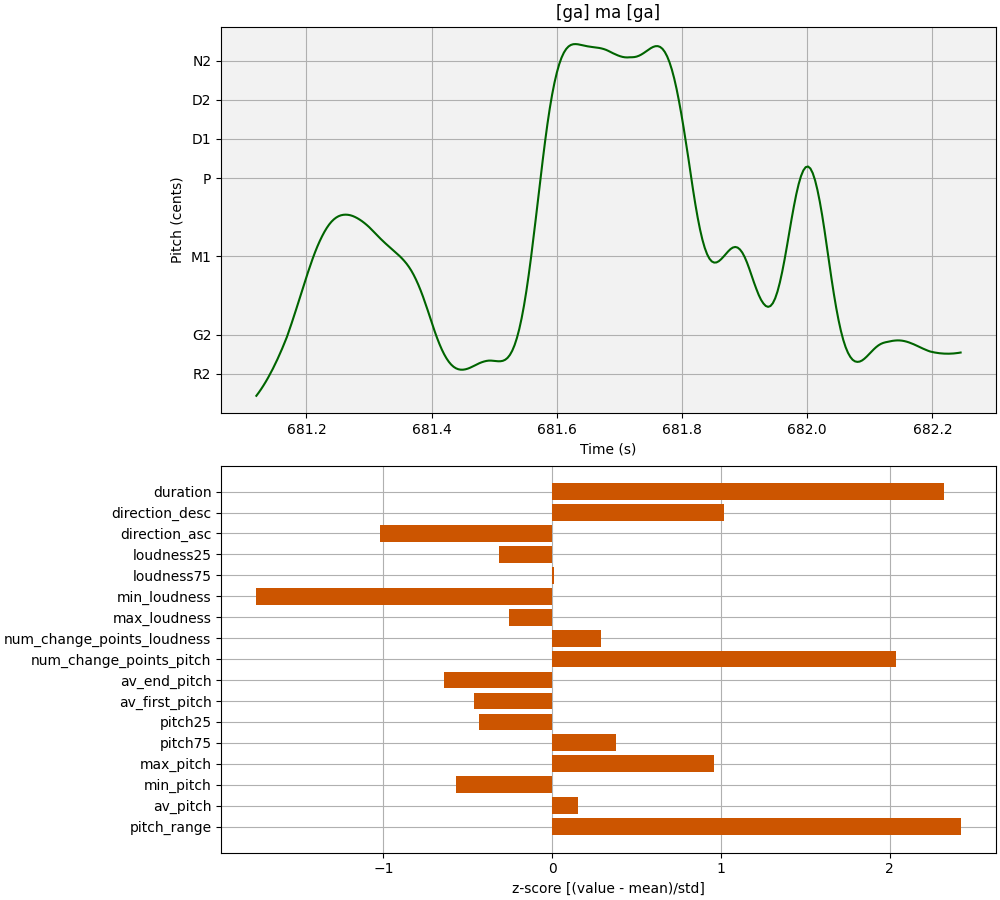 [ga] ma [ga]
N2
D2
D1
P
M1
G2
R2
Pitch (cents)
681.2 681.4 681.6 681.8 682.0 682.2
Time (s)
duration
direction_desc
direction_asc
loudness25
loudness75
min_loudness
max_loudness
num_change_points_loudness
num_change_points_pitch
av_end_pitch
av_first_pitch
pitch25
pitch75
max_pitch
min_pitch
av_pitch
pitch_range
−1 0 1 2
z-score [(value - mean)/std]